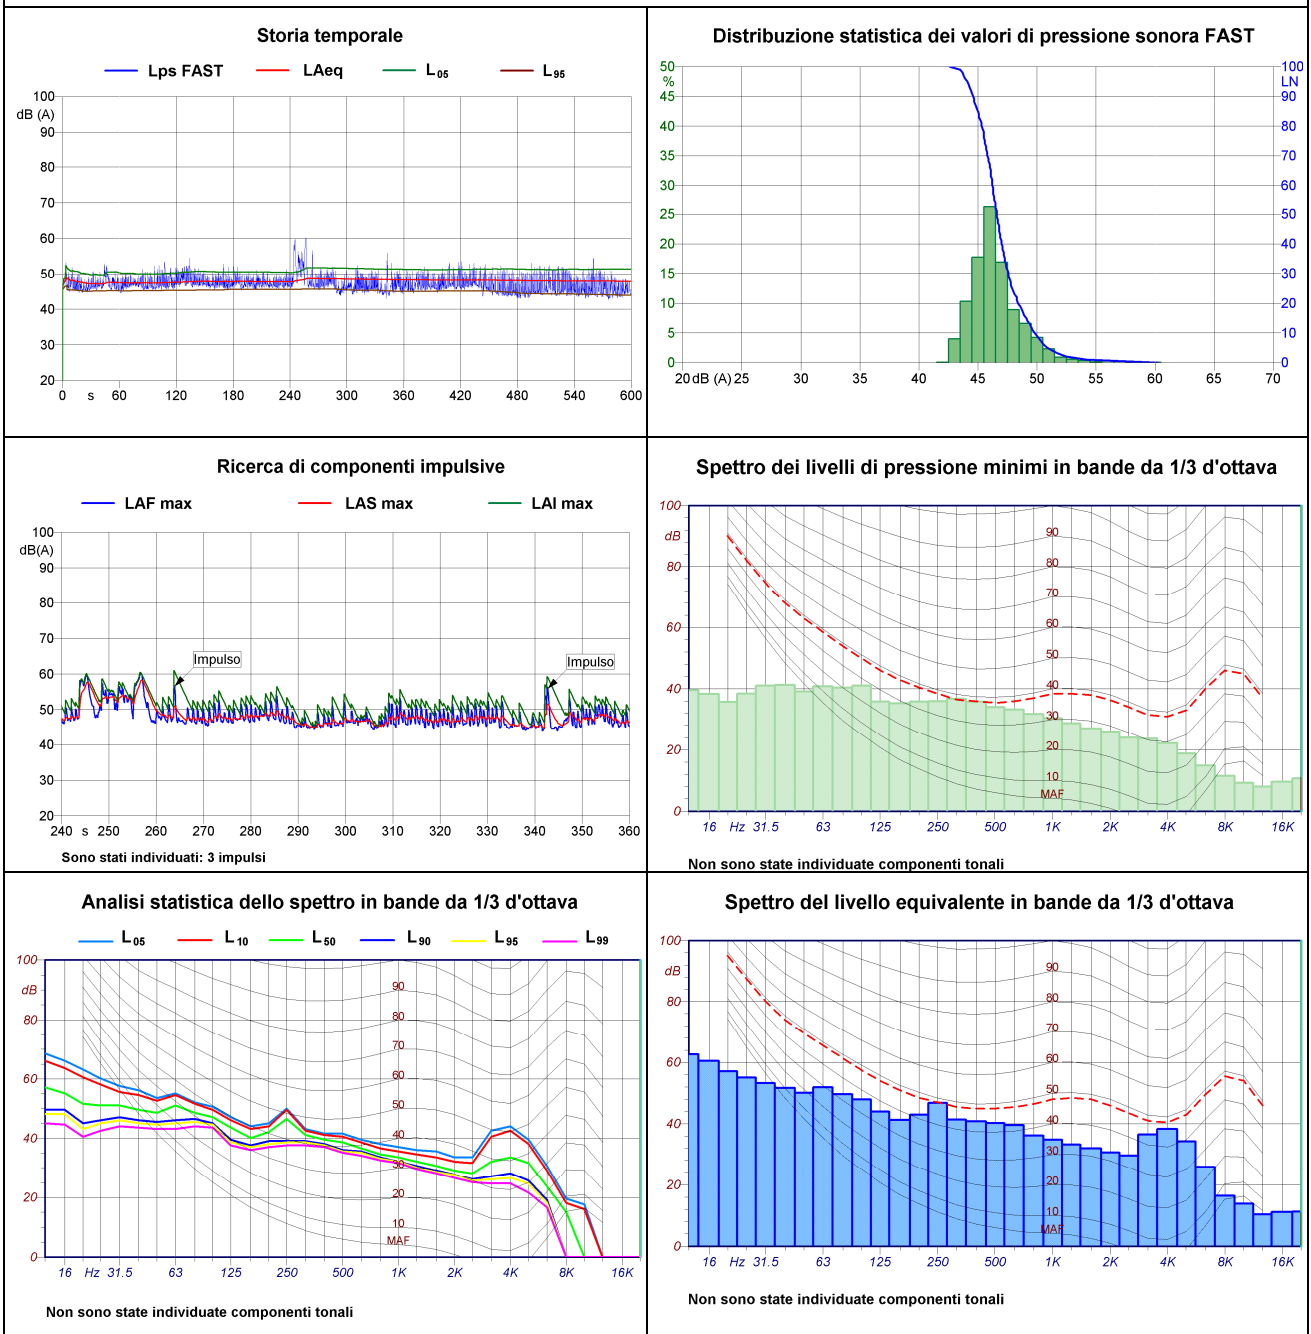 Storia temporale
Lps FAST LAeq L05 L95
100
dB (A)
90
80
70
60
50
40
30
20
0 s 60 120 180 240 300 360 420 480 540 600
Distribuzione statistica dei valori di pressione sonora FAST
50 100
% LN
45 90
40 80
35 70
30 60
25 50
20 40
15 30
10 20
5 10
0 0
20 dB (A) 25 30 35 40 45 50 55 60 65 70
Ricerca di componenti impulsive
LAF max LAS max LAI max
100
dB(A)
90
80
70
60
50
40
30
20
Impulso Impulso
240 s 250 260 270 280 290 300 310 320 330 340 350 360
Sono stati individuati: 3 impulsi
Spettro dei livelli di pressione minimi in bande da 1/3 d'ottava
100
dB
80
60
40
20
0
90
80
70
60
50
40
30
20
10
MAF
16 Hz 31.5 63 125 250 500 1K 2K 4K 8K 16K
Non sono state individuate componenti tonali
Analisi statistica dello spettro in bande da 1/3 d'ottava
L05 L10 L50 L90 L95 L99
100
dB
80
60
40
20
0
90
80
70
60
50
40
30
20
10
MAF
16 Hz 31.5 63 125 250 500 1K 2K 4K 8K 16K
Non sono state individuate componenti tonali
Spettro del livello equivalente in bande da 1/3 d'ottava
100
dB
80
60
40
20
0
90
80
70
60
50
40
30
20
10
MAF
16 Hz 31.5 63 125 250 500 1K 2K 4K 8K 16K
Non sono state individuate componenti tonali